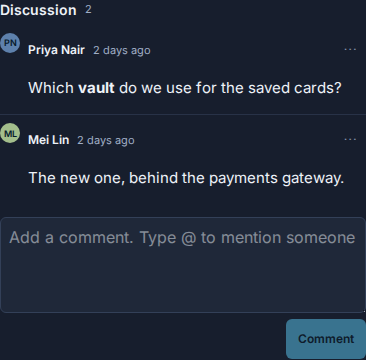 Discussion 2
PN Priya Nair 2 days ago ...
Which vault do we use for the saved cards?
ML Mei Lin 2 days ago ...
The new one, behind the payments gateway.
Add a comment. Type @ to mention someone
Comment